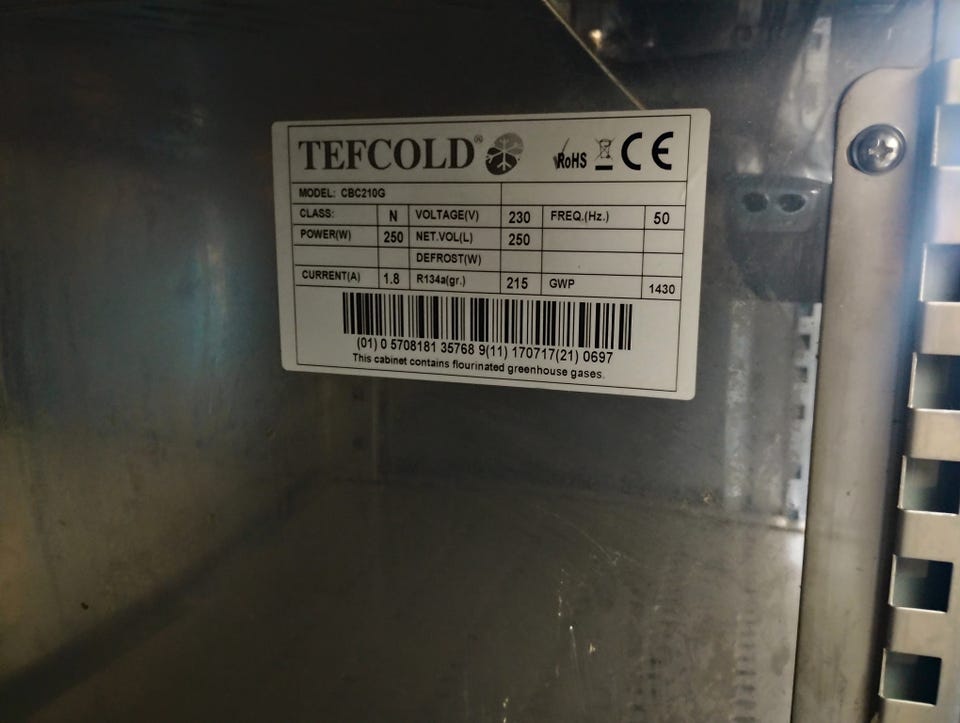 TEFCOLD® RoHS CE
MODEL: CBC210G
CLASS: N VOLTAGE(V) 230 FREQ.(Hz.) 50
POWER(W) 250 NET.VOL(L) 250
DEFROST(W)
CURRENT(A) 1.8 R134a(gr.) 215 GWP 1430
(01) 0 5708181 35768 9(11) 170717(21) 0697
This cabinet contains flourinated greenhouse gases.